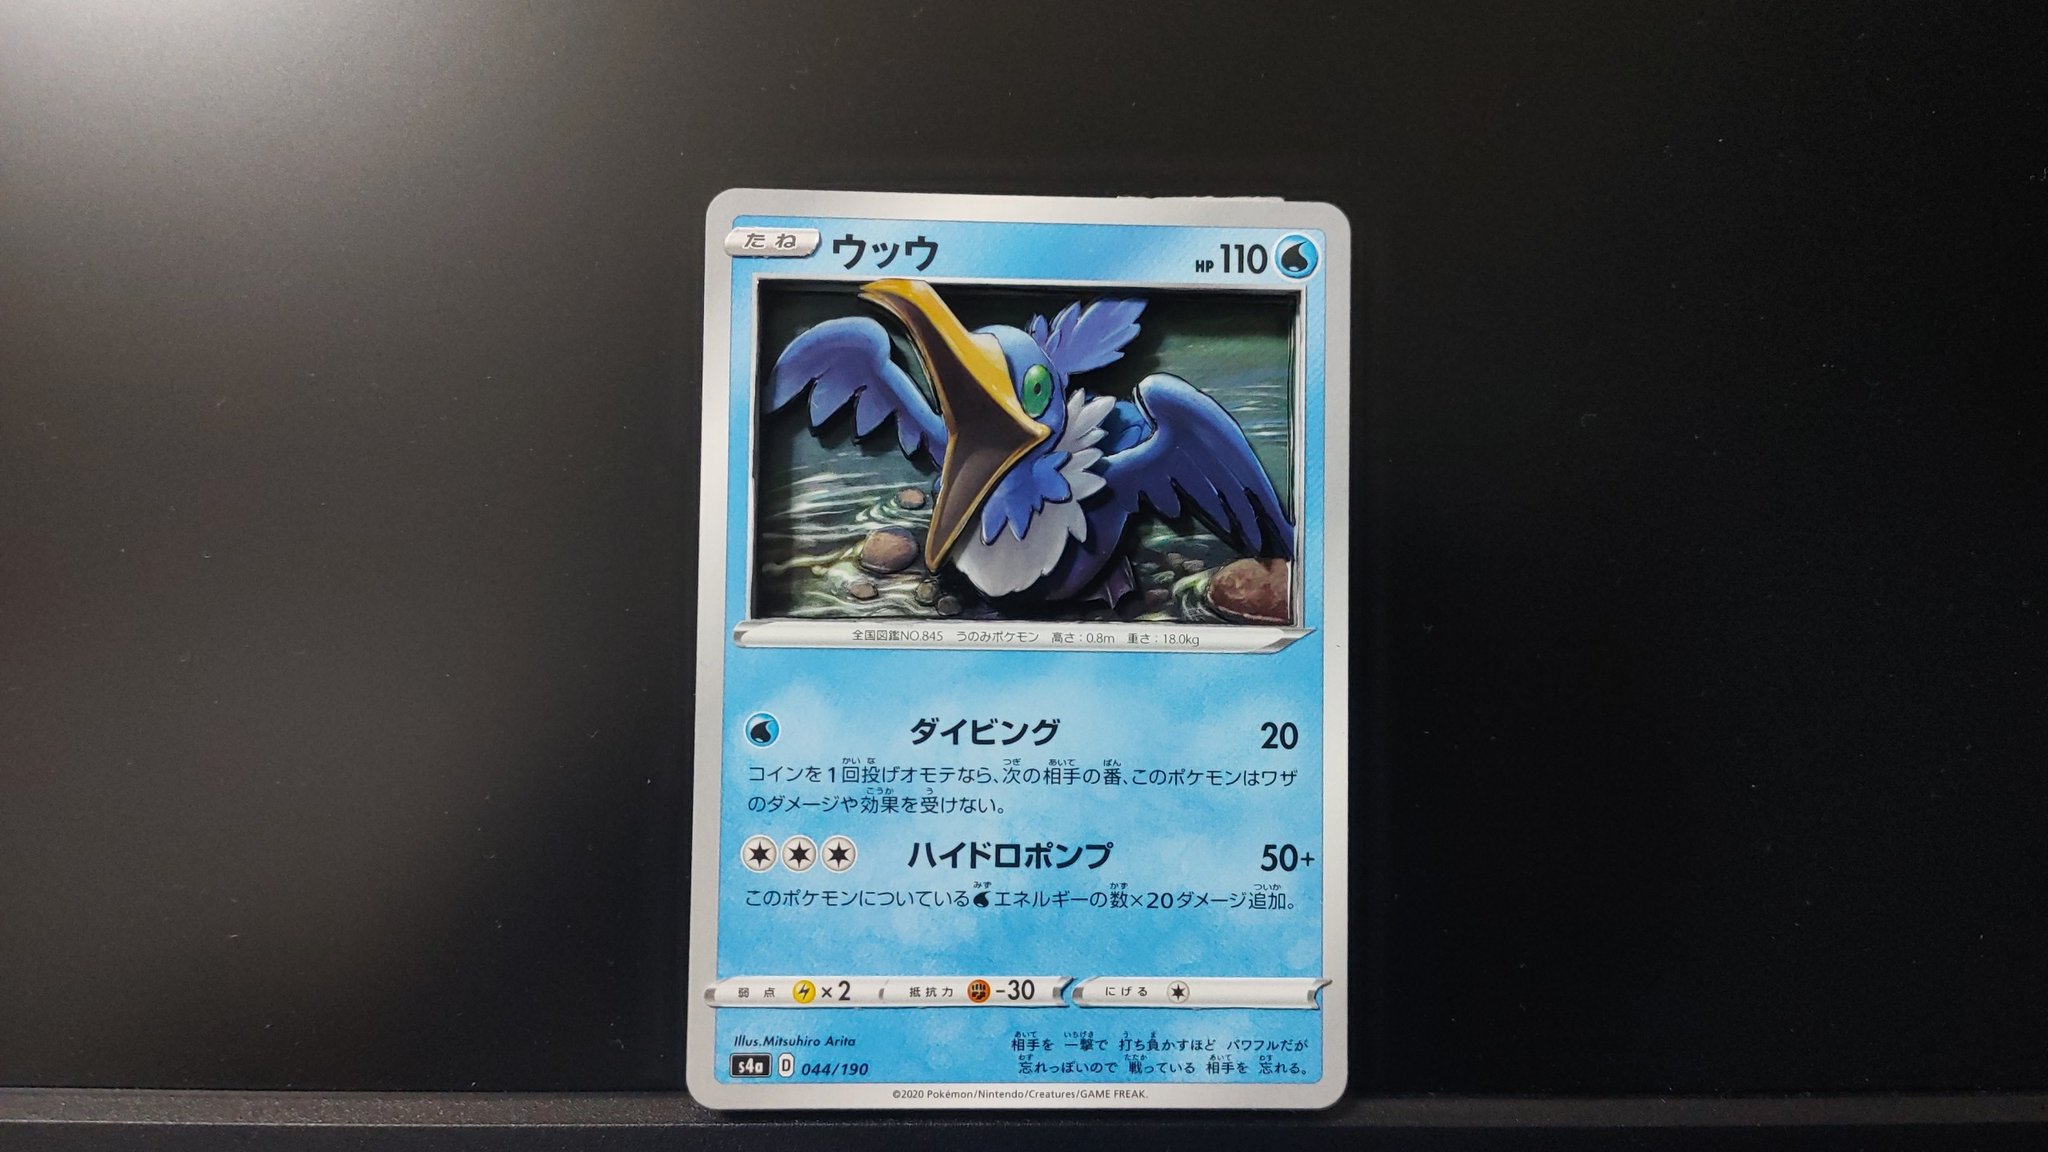 たね ウッウ HP 110
全国図鑑NO.845 うのみポケモン 高さ：0.8m 重さ：18.0kg
ダイビング 20
コインを1回投げオモテなら、次の相手の番、このポケモンはワザ
のダメージや効果を受けない。
ハイドロポンプ 50+
このポケモンについているエネルギーの数×20ダメージ追加。
弱点 ×2 抵抗力 -30 にげる
Illus.Mitsuhiro Arita
相手を 一撃で 打ち負かすほど パワフルだが
忘れっぽいので 戦っている 相手を 忘れる。
s4a D 044/190
©2020 Pokémon/Nintendo/Creatures/GAME FREAK.